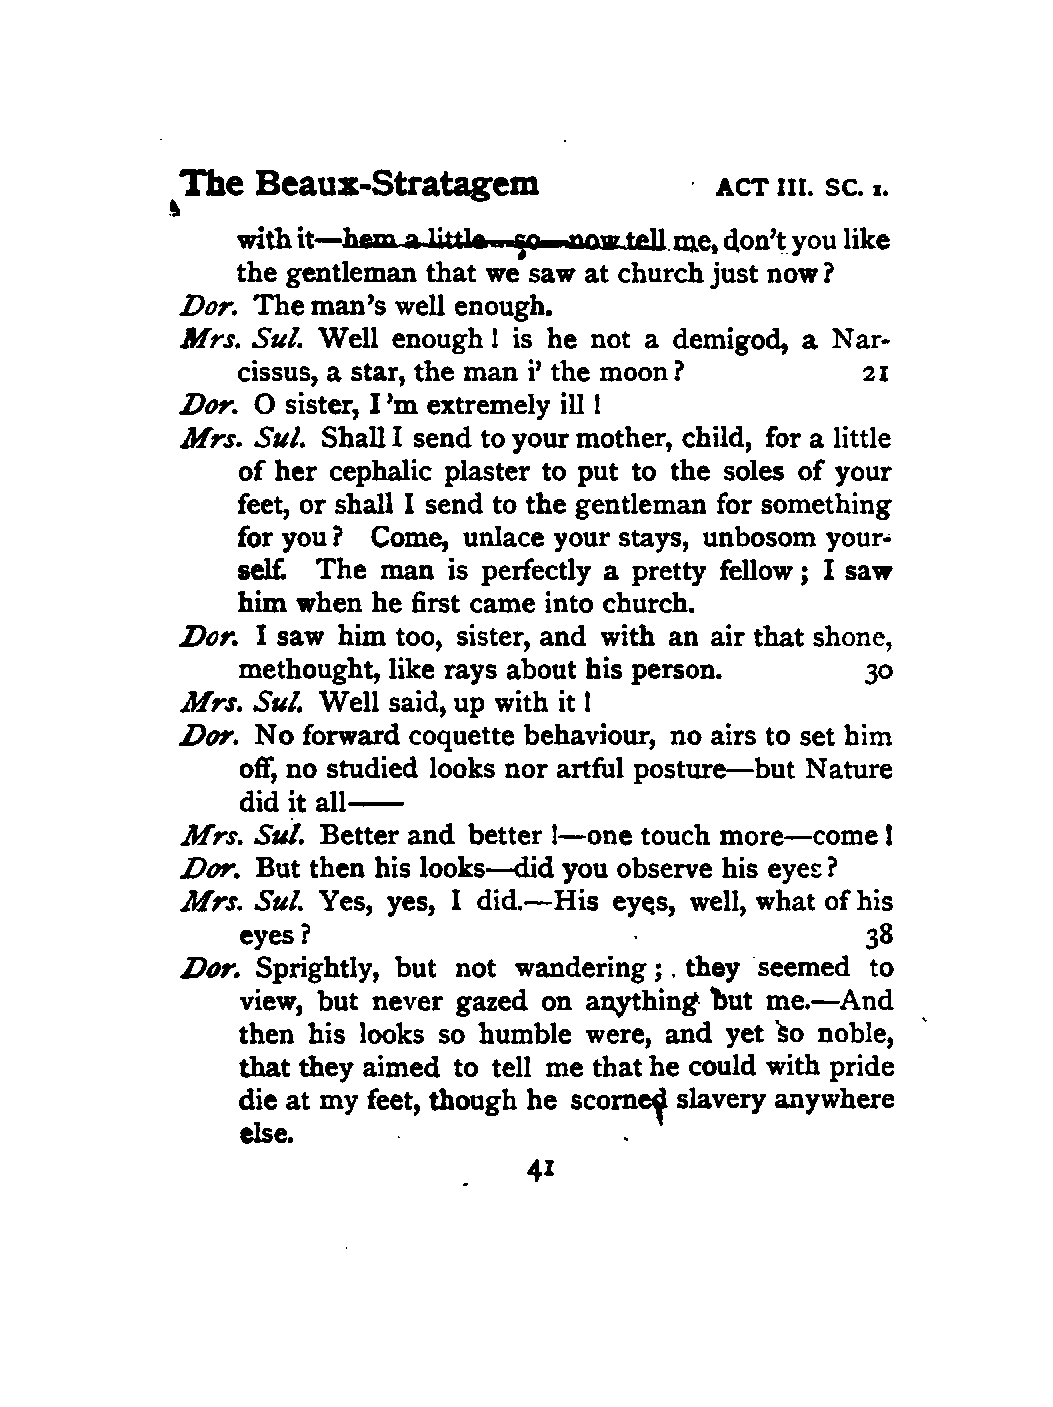 The Beaux-Stratagem ACT III. SC. 1.
with it—hem a little—so—now tell me, don't you like
the gentleman that we saw at church just now?
Dor. The man's well enough.
Mrs. Sul. Well enough! is he not a demigod, a Nar-
cissus, a star, the man i' the moon? 21
Dor. O sister, I'm extremely ill!
Mrs. Sul. Shall I send to your mother, child, for a little
of her cephalic plaster to put to the soles of your
feet, or shall I send to the gentleman for something
for you? Come, unlace your stays, unbosom your-
self. The man is perfectly a pretty fellow; I saw
him when he first came into church.
Dor. I saw him too, sister, and with an air that shone,
methought, like rays about his person. 30
Mrs. Sul. Well said, up with it!
Dor. No forward coquette behaviour, no airs to set him
off, no studied looks nor artful posture—but Nature
did it all——
Mrs. Sul. Better and better!—one touch more—come!
Dor. But then his looks—did you observe his eyes?
Mrs. Sul. Yes, yes, I did.—His eyes, well, what of his
eyes? 38
Dor. Sprightly, but not wandering; they seemed to
view, but never gazed on anything but me.—And
then his looks so humble were, and yet so noble,
that they aimed to tell me that he could with pride
die at my feet, though he scorned slavery anywhere
else.
41